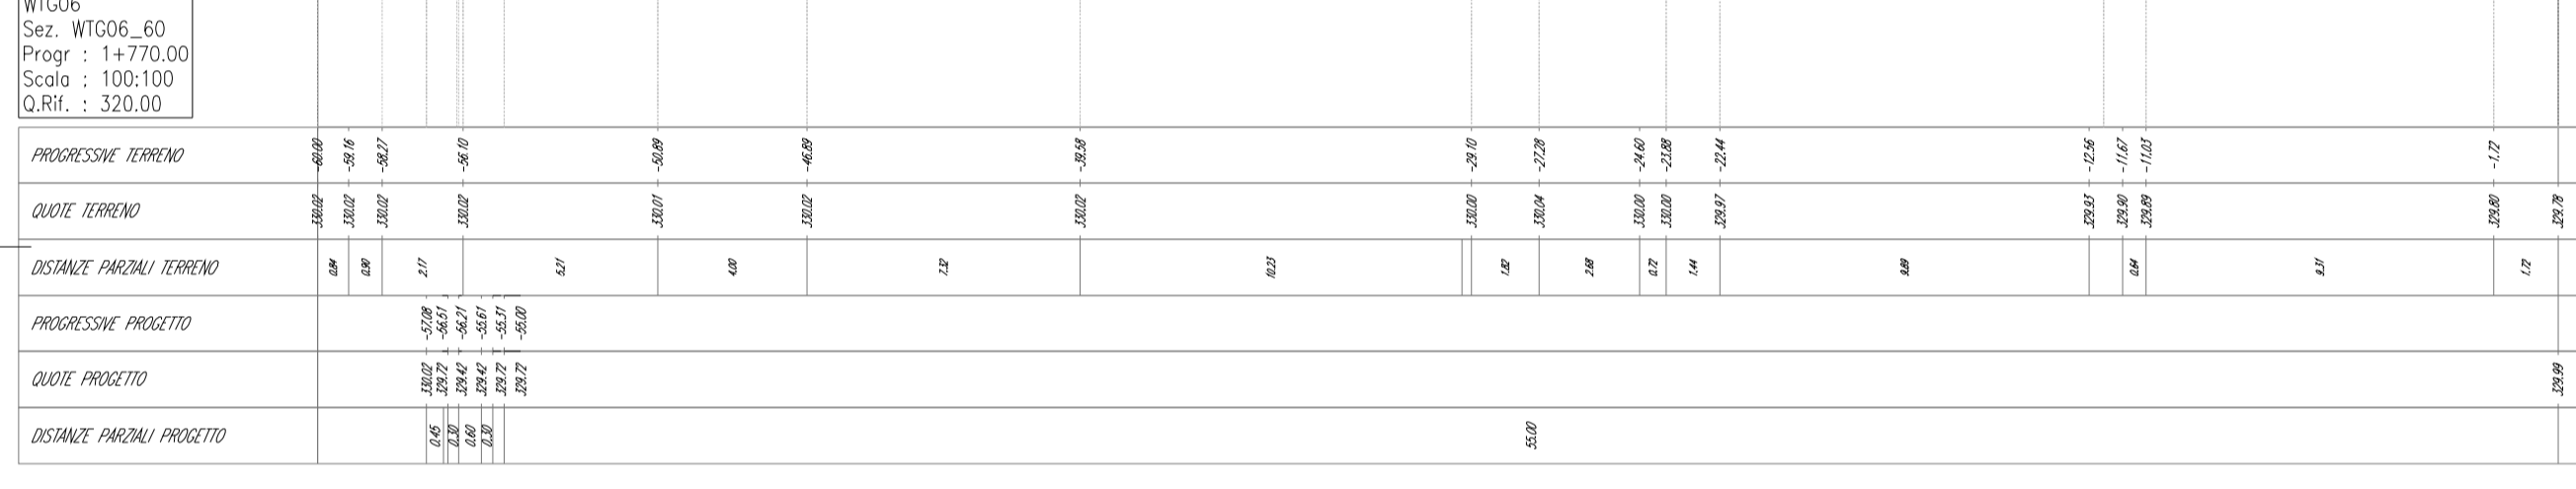 WTG06
Sez. WTG06_60
Progr : 1+770.00
Scala : 100:100
Q.Rif. : 320.00
PROGRESSIVE TERRENO -60.00 -59.16 -58.27 -56.10 -50.89 -46.89 -39.58 -29.10 -27.28 -24.60 -23.88 -22.44 -12.56 -11.67 -11.03 -1.72
QUOTE TERRENO 330.02 330.02 330.02 330.02 330.01 330.02 330.02 330.00 330.04 330.00 330.00 329.97 329.93 329.90 329.89 329.80 329.78
DISTANZE PARZIALI TERRENO 0.84 0.90 2.17 5.21 4.00 7.32 10.23 1.82 2.68 0.72 1.44 9.89 0.64 9.31 1.72
PROGRESSIVE PROGETTO -57.08 -56.51 -56.21 -55.61 -55.31 -55.00
QUOTE PROGETTO 330.02 329.72 329.42 329.42 329.72 329.72 329.99
DISTANZE PARZIALI PROGETTO 0.45 0.30 0.60 0.30 55.00